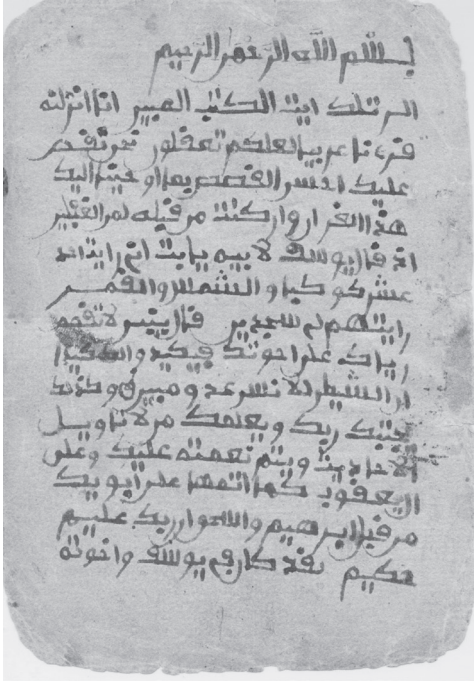 بسم الله الرحمن الرحيم
الر تلك ايت الكتب المبين انا انزلنه
قرءنا عربيا لعلكم تعقلون نحن نقص
عليك احسن القصص بما اوحينا اليك
هذا القران وان كنت من قبله لمن الغفلين
اذ قال يوسف لابيه يابت اني رايت احد
عشر كوكبا والشمس والقمر
رايتهم لي سجدين قال يبني لا تقصص
رءياك على اخوتك فيكيدوا كيدا
ان الشيطن للانسن عدو مبين وكذلك
يجتبيك ربك ويعلمك من تاويل
الاحاديث ويتم نعمته عليك وعلى
ال يعقوب كما اتمها على ابويك
من قبل ابرهيم واسحق ان ربك عليم
حكيم لقد كان في يوسف واخوته